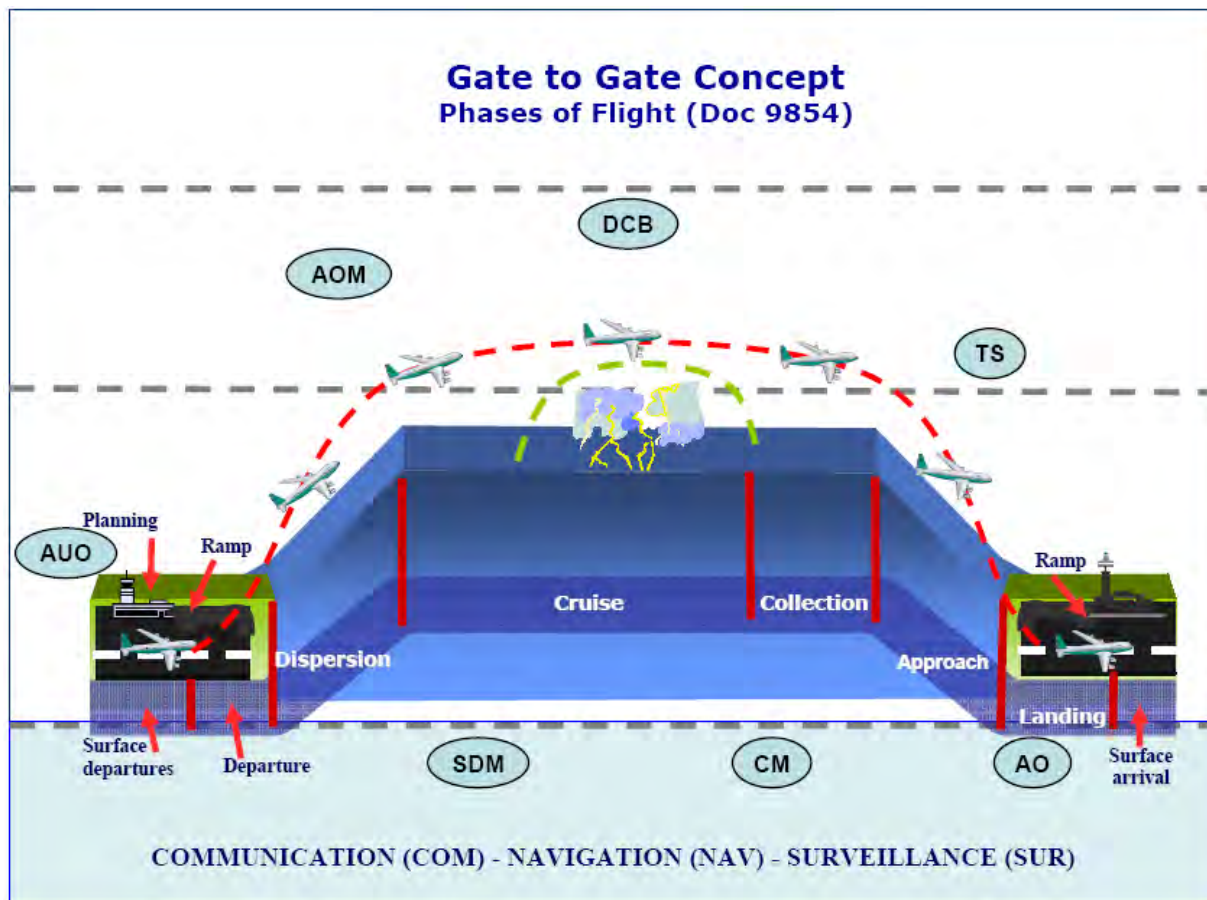 Gate to Gate Concept
Phases of Flight (Doc 9854)
DCB
AOM
TS
Planning
AUO
Ramp
Ramp
Cruise
Collection
Dispersion
Approach
Landing
Surface
departures
Departure
SDM
CM
AO
Surface
arrival
COMMUNICATION (COM) - NAVIGATION (NAV) - SURVEILLANCE (SUR)